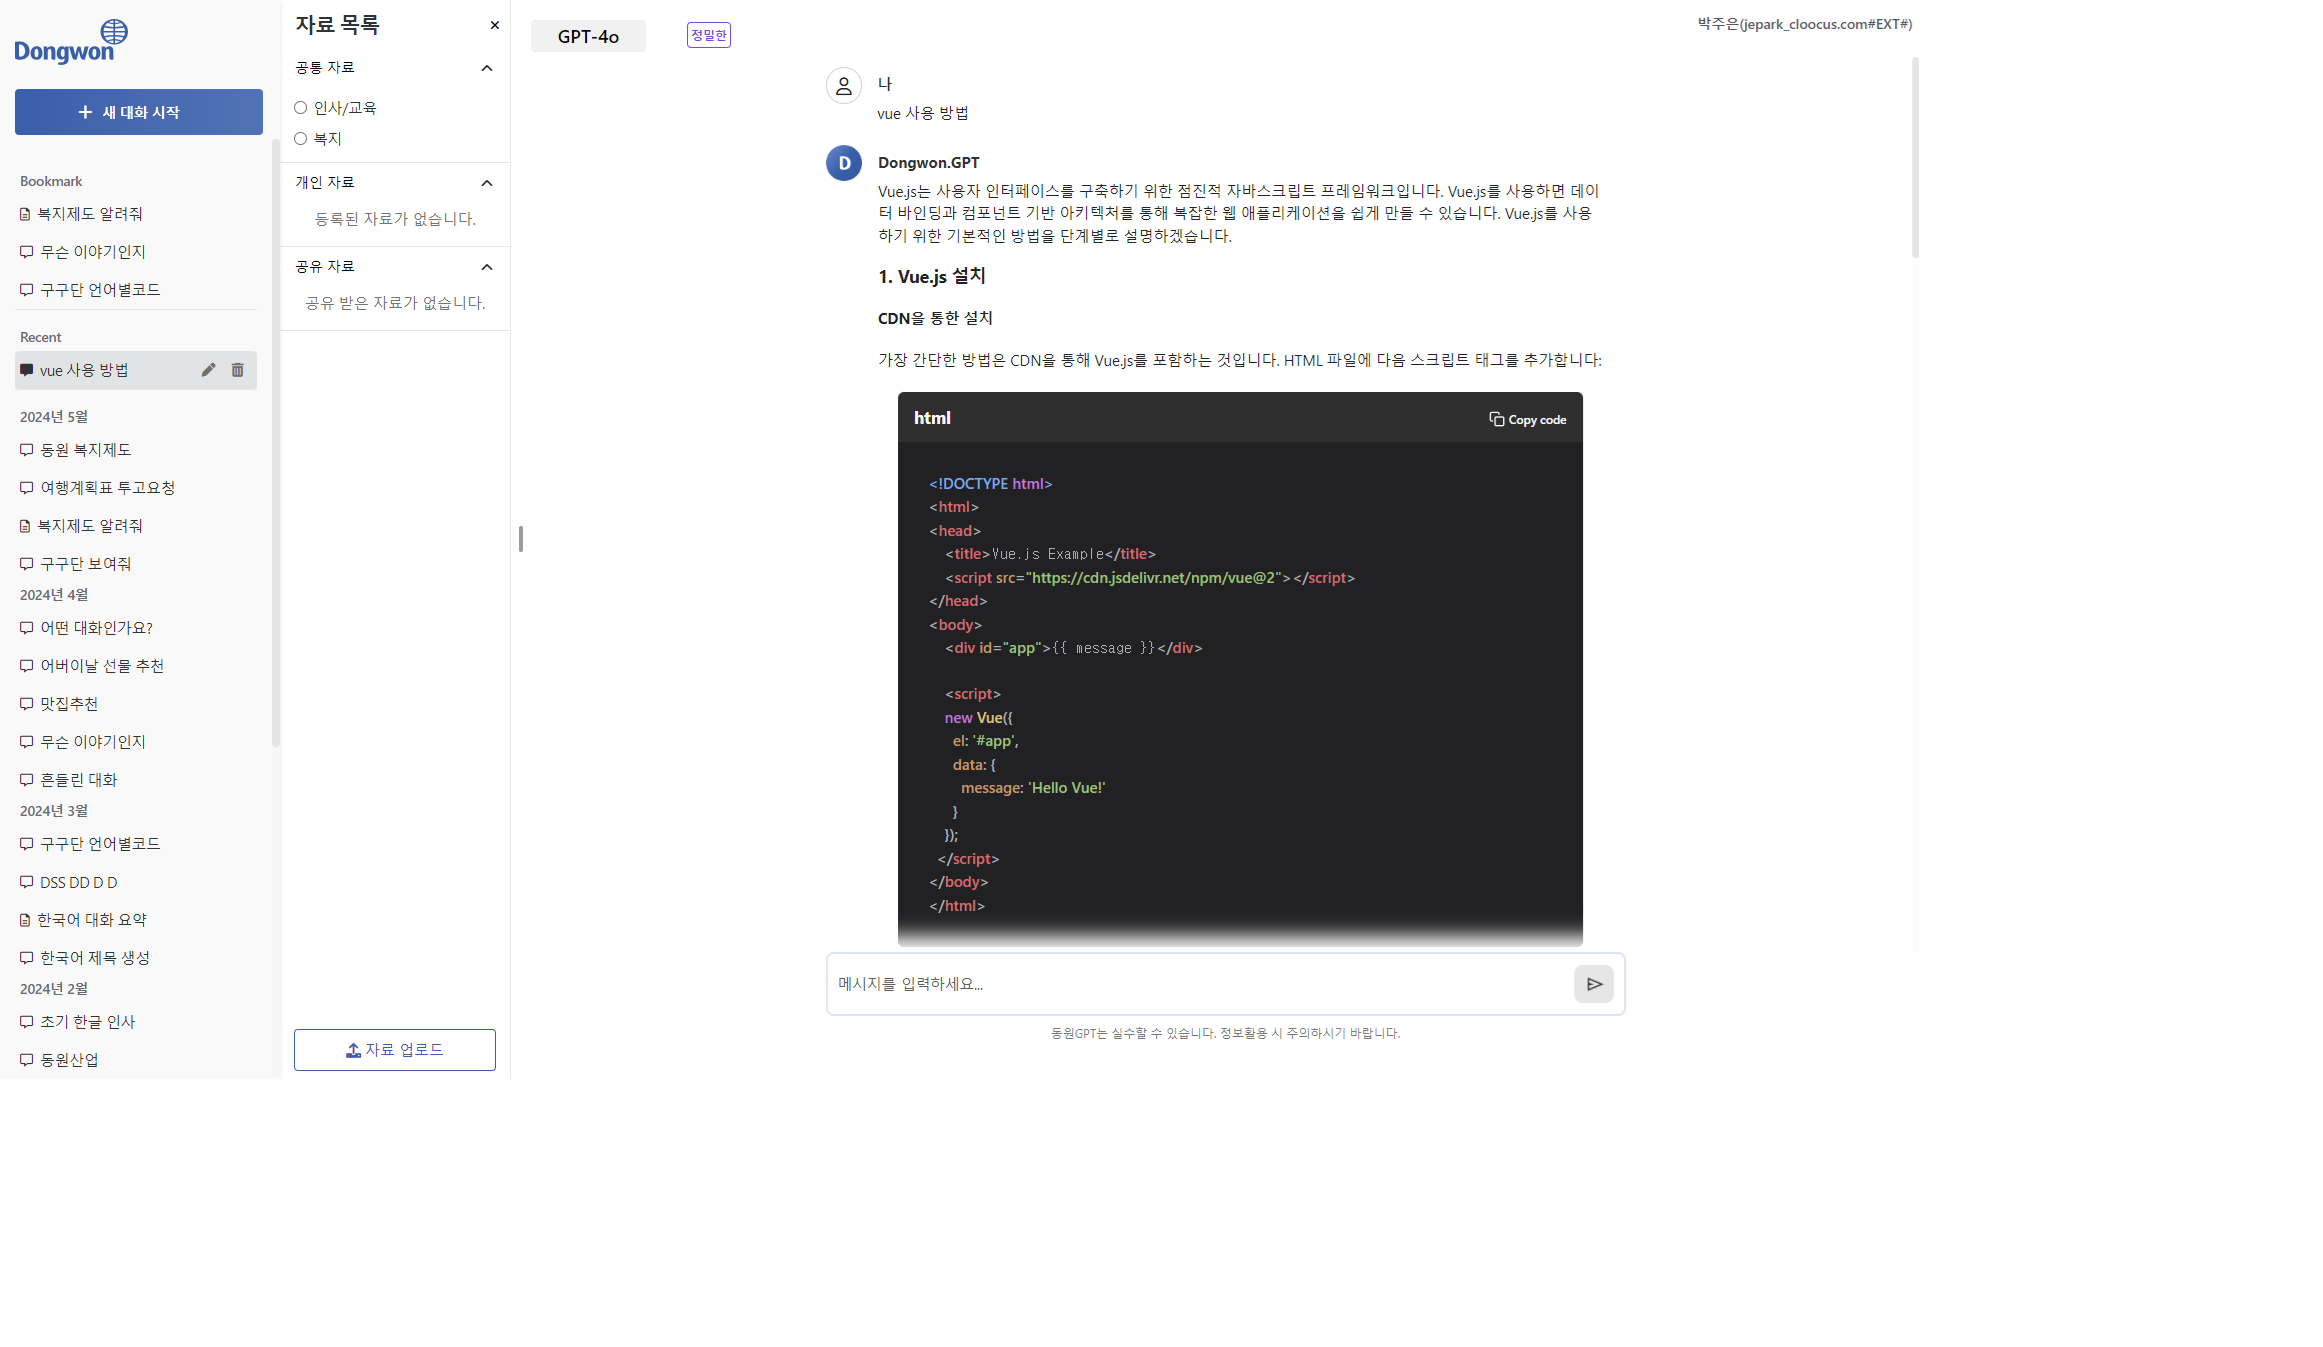 Dongwon
새 대화 시작
Bookmark
복지제도 알려줘
무슨 이야기인지
구구단 언어별코드
Recent
vue 사용 방법
2024년 5월
동원 복지제도
여행계획표 투고요청
복지제도 알려줘
구구단 보여줘
2024년 4월
어떤 대화인가요?
어버이날 선물 추천
맛집추천
무슨 이야기인지
흔들린 대화
2024년 3월
구구단 언어별코드
DSS DD D D
한국어 대화 요약
한국어 제목 생성
2024년 2월
초기 한글 인사
동원산업
자료 목록
공통 자료
인사/교육
복지
개인 자료
등록된 자료가 없습니다.
공유 자료
공유 받은 자료가 없습니다.
자료 업로드
GPT-4o
정밀한
박주은(jepark_cloocus.com#EXT#)
나
vue 사용 방법
D
Dongwon.GPT
Vue.js는 사용자 인터페이스를 구축하기 위한 점진적 자바스크립트 프레임워크입니다. Vue.js를 사용하면 데이
터 바인딩과 컴포넌트 기반 아키텍처를 통해 복잡한 웹 애플리케이션을 쉽게 만들 수 있습니다. Vue.js를 사용
하기 위한 기본적인 방법을 단계별로 설명하겠습니다.
1. Vue.js 설치
CDN을 통한 설치
가장 간단한 방법은 CDN을 통해 Vue.js를 포함하는 것입니다. HTML 파일에 다음 스크립트 태그를 추가합니다:
html
Copy code
<!DOCTYPE html>
<html>
<head>
<title>Vue.js Example</title>
<script src="https://cdn.jsdelivr.net/npm/vue@2"></script>
</head>
<body>
<div id="app">{{ message }}</div>
<script>
new Vue({
el: '#app',
data: {
message: 'Hello Vue!'
}
});
</script>
</body>
</html>
메시지를 입력하세요...
동원GPT는 실수할 수 있습니다. 정보활용 시 주의하시기 바랍니다.